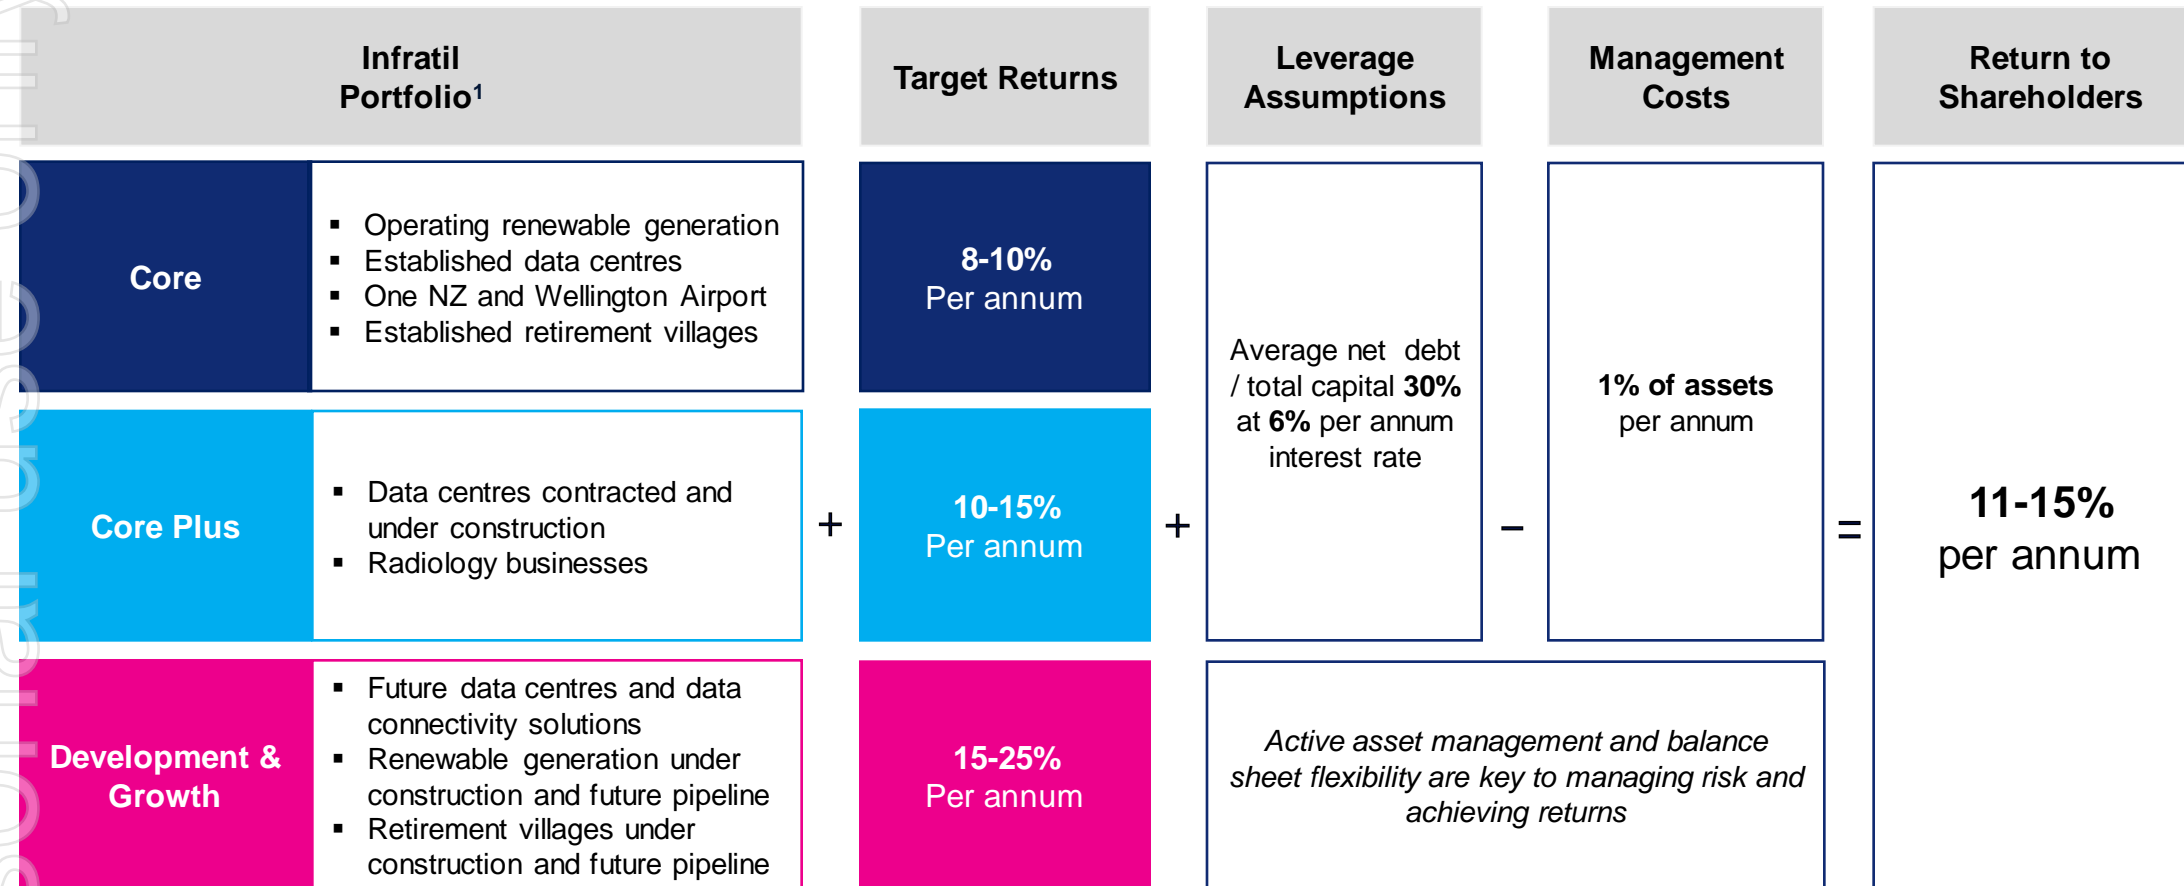 Infratil
Portfolio¹
Target Returns
Leverage
Assumptions
Management
Costs
Return to
Shareholders
Core
▪ Operating renewable generation
▪ Established data centres
▪ One NZ and Wellington Airport
▪ Established retirement villages
8-10%
Per annum
Core Plus
▪ Data centres contracted and
under construction
▪ Radiology businesses
+
10-15%
Per annum
+
Average net debt
/ total capital 30%
at 6% per annum
interest rate
–
1% of assets
per annum
=
11-15%
per annum
Development &
Growth
▪ Future data centres and data
connectivity solutions
▪ Renewable generation under
construction and future pipeline
▪ Retirement villages under
construction and future pipeline
15-25%
Per annum
Active asset management and balance
sheet flexibility are key to managing risk and
achieving returns